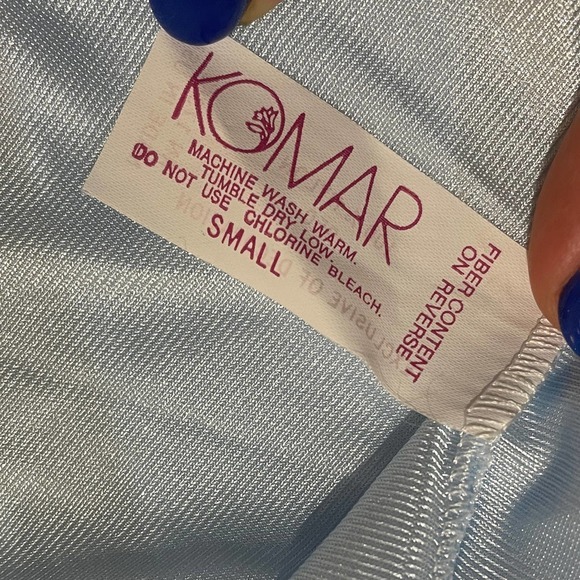 KOMAR
MACHINE WASH WARM.
TUMBLE DRY LOW.
DO NOT USE CHLORINE BLEACH.
SMALL
FIBER CONTENT
ON REVERSE